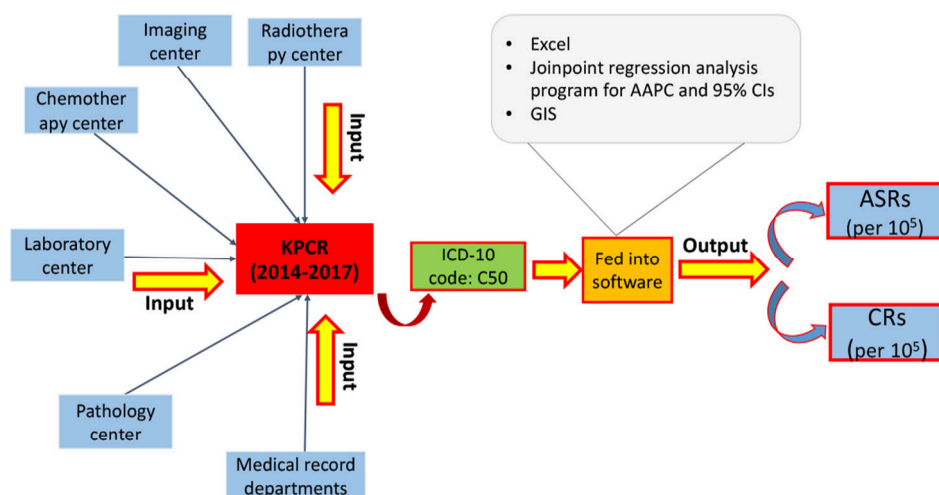 Imaging
center
Radiothera
py center
Chemother
apy center
Laboratory
center
Pathology
center
Medical record
departments
Input
Input
Input
KPCR
(2014-2017)
ICD-10
code: C50
Fed into
software
• Excel
• Joinpoint regression analysis
program for AAPC and 95% CIs
• GIS
Output
ASRs
(per 10⁵)
CRs
(per 10⁵)